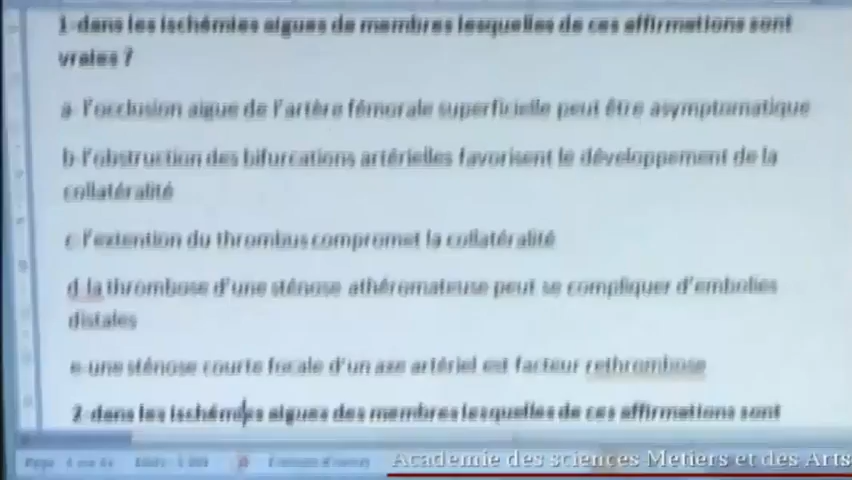 1-dans les ischémies aigues de membres lesquelles de ces affirmations sont
vraies ?
a- l'occlusion aigue de l'artère fémorale superficielle peut être asymptomatique
b-l'obstruction des bifurcations artérielles favorisent le développement de la
collatéralité
c-l'extention du thrombus compromet la collatéralité
d-la thrombose d'une sténose athéromateuse peut se compliquer d'embolies
distales
e-une sténose courte focale d'un axe artériel est facteur rethrombose
2-dans les ischémies aigues des membres lesquelles de ces affirmations sont
Page
Académie des sciences Metiers et des Arts